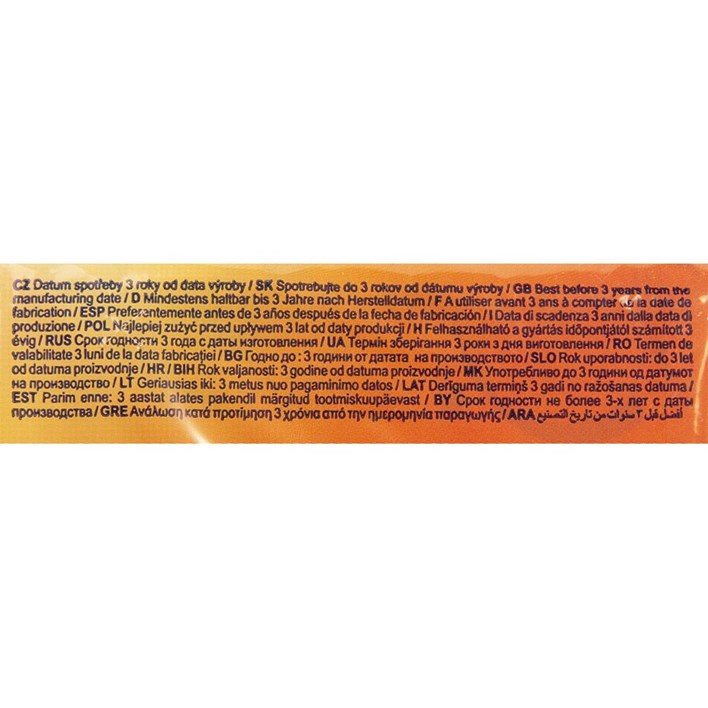 CZ Datum spotřeby 3 roky od data výroby / SK Spotrebujte do 3 rokov od dátumu výroby / GB Best before 3 years from the
manufacturing date / D Mindestens haltbar bis 3 Jahre nach Herstelldatum / F A utiliser avant 3 ans à compter de la date de
fabrication / ESP Preferantemente antes de 3 años después de la fecha de fabricación / I Data di scadenza 3 anni dalla data di
produzione / POL Najlepiej zużyć przed upływem 3 lat od daty produkcji / H Felhasználható a gyártás időpontjától számított 3
évig / RUS Срок годности 3 года с даты изготовления / UA Термін зберігання 3 роки з дня виготовлення / RO Termen de
valabilitate 3 luni de la data fabricației / BG Годно до: 3 години от датата на производството / SLO Rok uporabnosti: do 3 let
od datuma proizvodnje / HR / BIH Rok valjanosti: 3 godine od datuma proizvodnje / MK Употребливо до 3 години од датумот
на производство / LT Geriausias iki: 3 metus nuo pagaminimo datos / LAT Derīguma termiņš 3 gadi no ražošanas datuma /
EST Parim enne: 3 aastat alates pakendil märgitud tootmiskuupäevast / BY Срок годности не более 3-х лет с даты
производства / GRE Ανάλωση κατά προτίμηση 3 χρόνια από την ημερομηνία παραγωγής / ARA أفضل قبل ٣ سنوات من تاريخ التصنيع